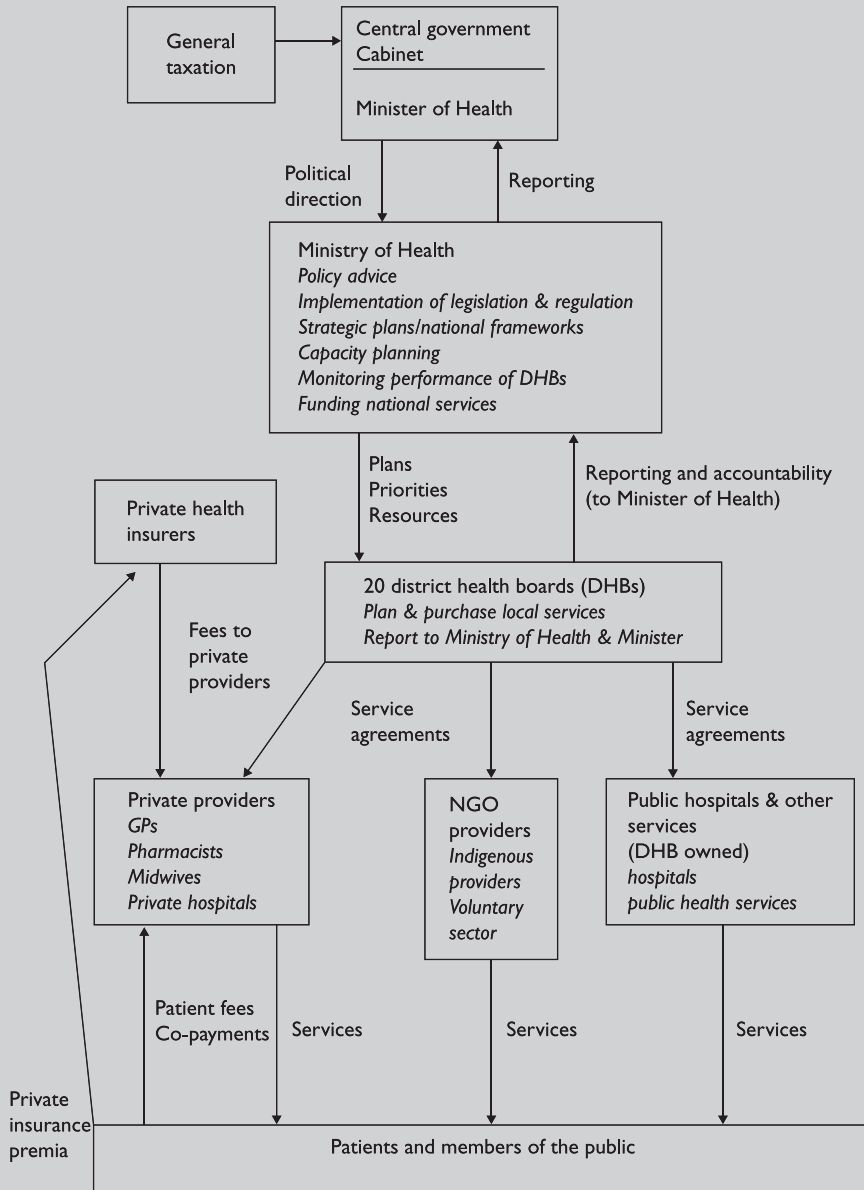 General
taxation
Central government
Cabinet
Minister of Health
Political
direction
Reporting
Ministry of Health
Policy advice
Implementation of legislation & regulation
Strategic plans/national frameworks
Capacity planning
Monitoring performance of DHBs
Funding national services
Plans
Priorities
Resources
Reporting and accountability
(to Minister of Health)
Private health
insurers
20 district health boards (DHBs)
Plan & purchase local services
Report to Ministry of Health & Minister
Fees to
private
providers
Service
agreements
Service
agreements
Private providers
GPs
Pharmacists
Midwives
Private hospitals
NGO
providers
Indigenous
providers
Voluntary
sector
Public hospitals & other
services
(DHB owned)
hospitals
public health services
Patient fees
Co-payments
Services
Services
Services
Private
insurance
premia
Patients and members of the public